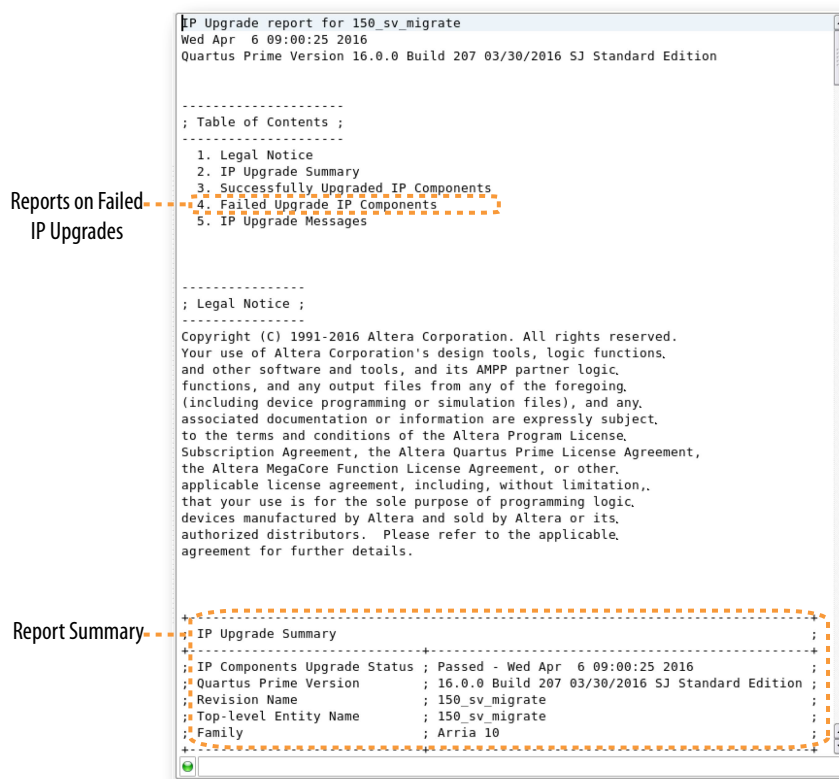 IP Upgrade report for 150_sv_migrate
Wed Apr  6 09:00:25 2016
Quartus Prime Version 16.0.0 Build 207 03/30/2016 SJ Standard Edition
---------------------
; Table of Contents ;
---------------------
  1. Legal Notice
  2. IP Upgrade Summary
  3. Successfully Upgraded IP Components
  4. Failed Upgrade IP Components
  5. IP Upgrade Messages
Reports on Failed
IP Upgrades
----------------
; Legal Notice ;
----------------
Copyright (C) 1991-2016 Altera Corporation. All rights reserved.
Your use of Altera Corporation's design tools, logic functions
and other software and tools, and its AMPP partner logic
functions, and any output files from any of the foregoing
(including device programming or simulation files), and any
associated documentation or information are expressly subject
to the terms and conditions of the Altera Program License
Subscription Agreement, the Altera Quartus Prime License Agreement,
the Altera MegaCore Function License Agreement, or other
applicable license agreement, including, without limitation,
that your use is for the sole purpose of programming logic
devices manufactured by Altera and sold by Altera or its
authorized distributors.  Please refer to the applicable
agreement for further details.
Report Summary
+---------------------------------------------------------------------------------+
; IP Upgrade Summary                                                              ;
+------------------------------+--------------------------------------------------+
; IP Components Upgrade Status ; Passed - Wed Apr  6 09:00:25 2016                ;
; Quartus Prime Version        ; 16.0.0 Build 207 03/30/2016 SJ Standard Edition ;
; Revision Name                ; 150_sv_migrate                                   ;
; Top-level Entity Name        ; 150_sv_migrate                                   ;
; Family                       ; Arria 10                                         ;
+------------------------------+--------------------------------------------------+